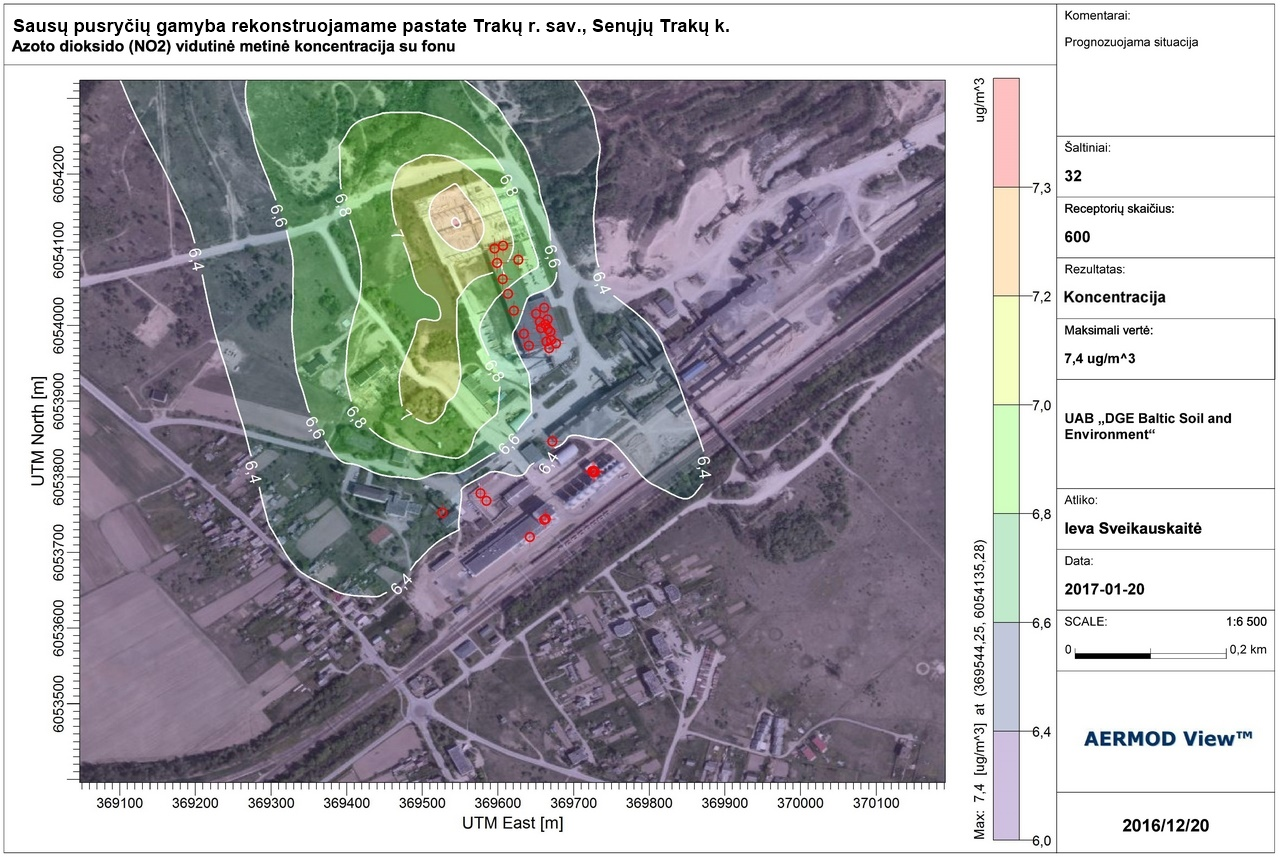 Sausų pusryčių gamyba rekonstruojamame pastate Trakų r. sav., Senųjų Trakų k.
Azoto dioksido (NO2) vidutinė metinė koncentracija su fonu
UTM North [m]
6054200
6054100
6054000
6053900
6053800
6053700
6053600
6053500
6,4
6,6
6,8
7
6,8
6,6
6,4
6,8
7
6,8
6,6
6,4
6,6
6,4
6,4
6,4
369100
369200
369300
369400
369500
369600
369700
369800
369900
370000
370100
UTM East [m]
ug/m^3
7,3
7,2
7,0
6,8
6,6
6,4
6,0
Max: 7,4 [ug/m^3] at (369544,25, 6054135,28)
Komentarai:
Prognozuojama situacija
Šaltiniai:
32
Receptorių skaičius:
600
Rezultatas:
Koncentracija
Maksimali vertė:
7,4 ug/m^3
UAB „DGE Baltic Soil and
Environment“
Atliko:
Ieva Sveikauskaitė
Data:
2017-01-20
SCALE:
1:6 500
0
0,2 km
AERMOD View™
2016/12/20